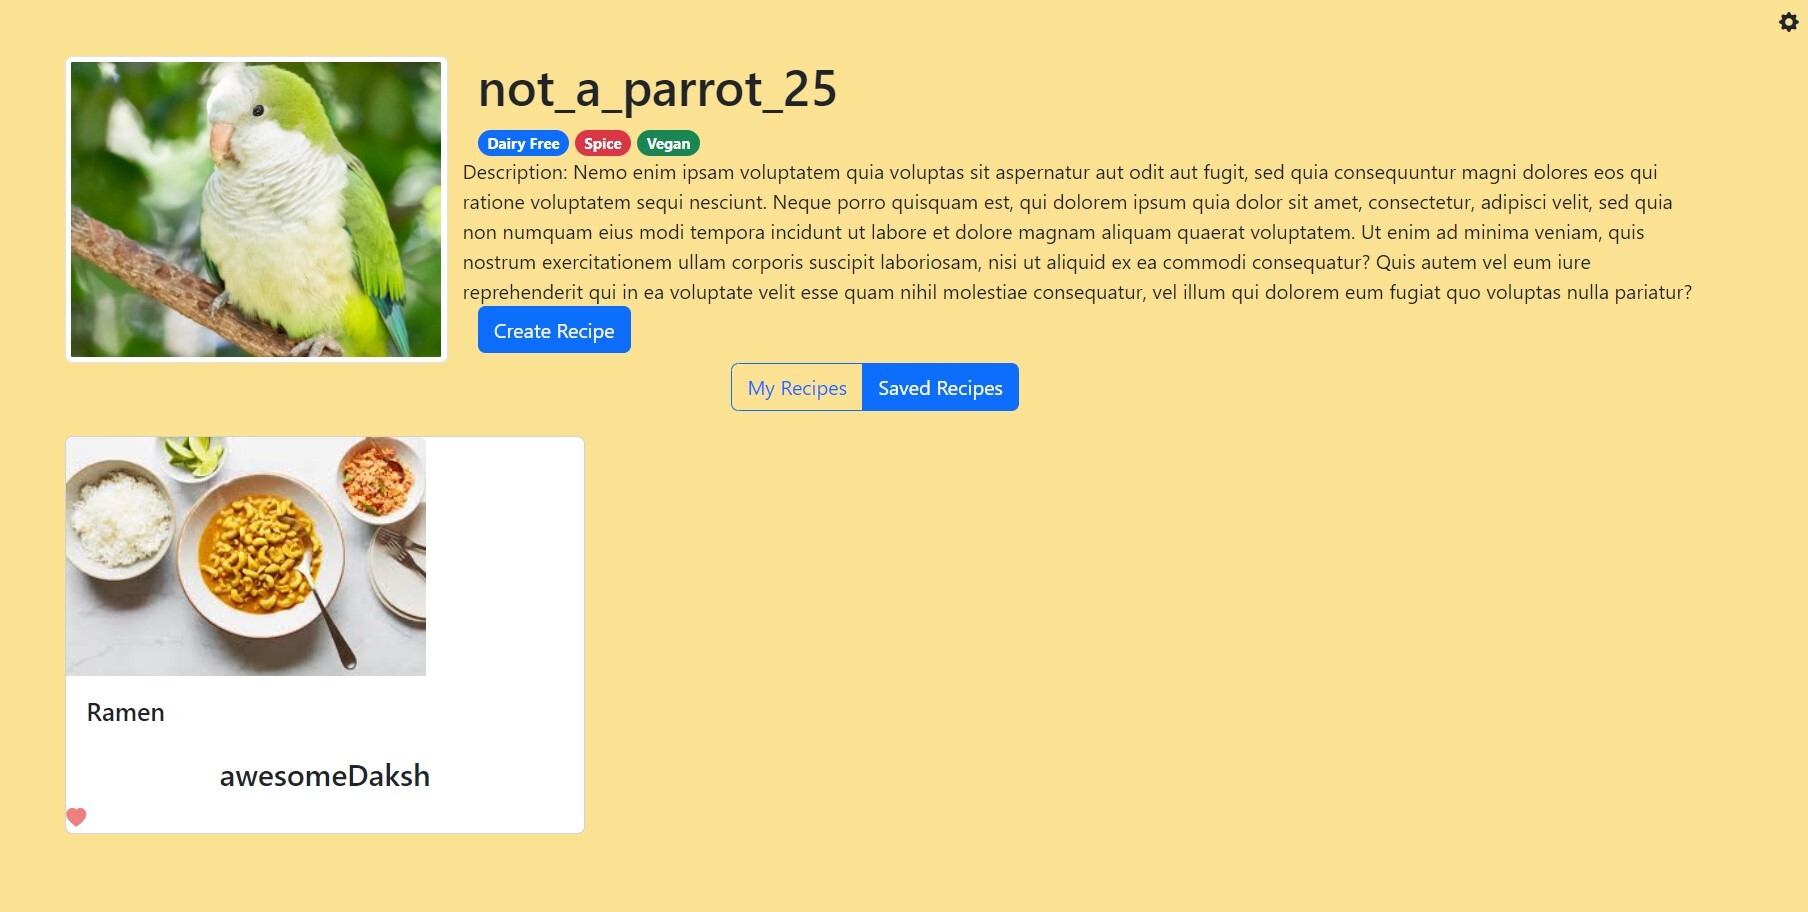 not_a_parrot_25
Dairy Free Spice Vegan
Description: Nemo enim ipsam voluptatem quia voluptas sit aspernatur aut odit aut fugit, sed quia consequuntur magni dolores eos qui
ratione voluptatem sequi nesciunt. Neque porro quisquam est, qui dolorem ipsum quia dolor sit amet, consectetur, adipisci velit, sed quia
non numquam eius modi tempora incidunt ut labore et dolore magnam aliquam quaerat voluptatem. Ut enim ad minima veniam, quis
nostrum exercitationem ullam corporis suscipit laboriosam, nisi ut aliquid ex ea commodi consequatur? Quis autem vel eum iure
reprehenderit qui in ea voluptate velit esse quam nihil molestiae consequatur, vel illum qui dolorem eum fugiat quo voluptas nulla pariatur?
Create Recipe
My Recipes Saved Recipes
Ramen
awesomeDaksh